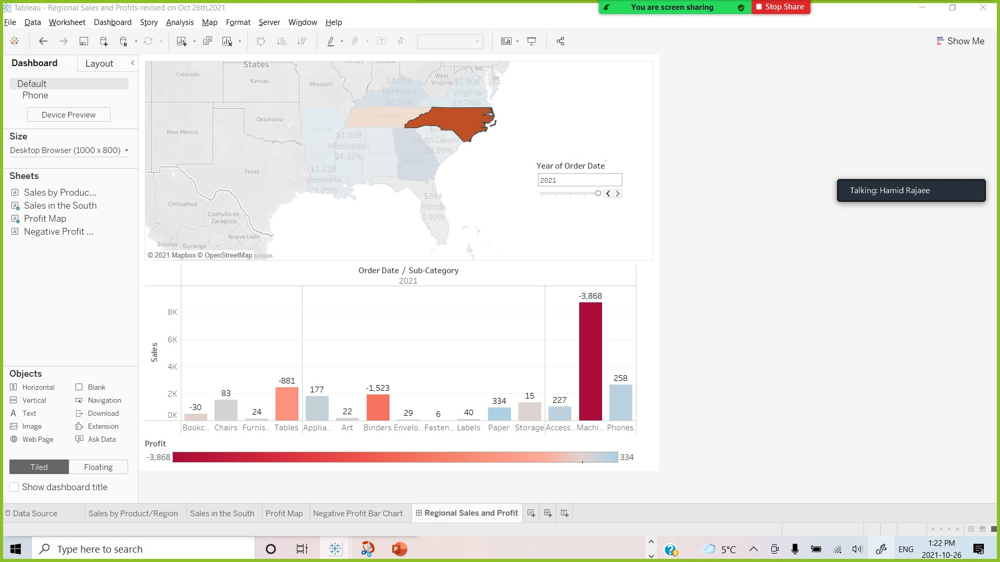 Tableau - Regional Sales and Profits-revised on Oct 26th,2021
You are screen sharing
Stop Share
File Data Worksheet Dashboard Story Analysis Map Format Server Window Help
Show Me
Dashboard
Layout
Default
Phone
Device Preview
Size
Desktop Browser (1000 x 800)
Sheets
Sales by Produc...
Sales in the South
Profit Map
Negative Profit ...
Objects
Horizontal Blank
Vertical Navigation
Text Download
Image Extension
Web Page Ask Data
Tiled Floating
Show dashboard title
States
Illinois Indiana
Colorado
Kansas
Missouri
West
Virginia
MD
DE
$4,752
Kentucky
30.59%
$1,806
Virginia
23.76%
Tennessee
New Mexico
Oklahoma
Arkansas
$1,029
Mississippi
34.32%
Alabama
Georgia
South Carolin
18.88%
$1,213
Louisiana
22.05%
Texas
$244
Florida
0.92%
Chihuahua
Coahuila de
Zaragoza
Nuevo León
Sinaloa
Durango
© 2021 Mapbox © OpenStreetMap aulipas
Year of Order Date
2021
Talking: Hamid Rajaee
Order Date / Sub-Category
2021
Sales
8K
6K
4K
2K
0K
-30
83
24
-881
177
22
-1,523
29
6
40
334
15
227
-3,868
258
Bookc.. Chairs Furnis.. Tables Applia.. Art Binders Envelo.. Fasten.. Labels Paper Storage Access.. Machi.. Phones
Profit
-3,868
334
Data Source
Sales by Product/Region
Sales in the South
Profit Map
Negative Profit Bar Chart
Regional Sales and Profit
Type here to search
5°C
ENG
1:22 PM
2021-10-26